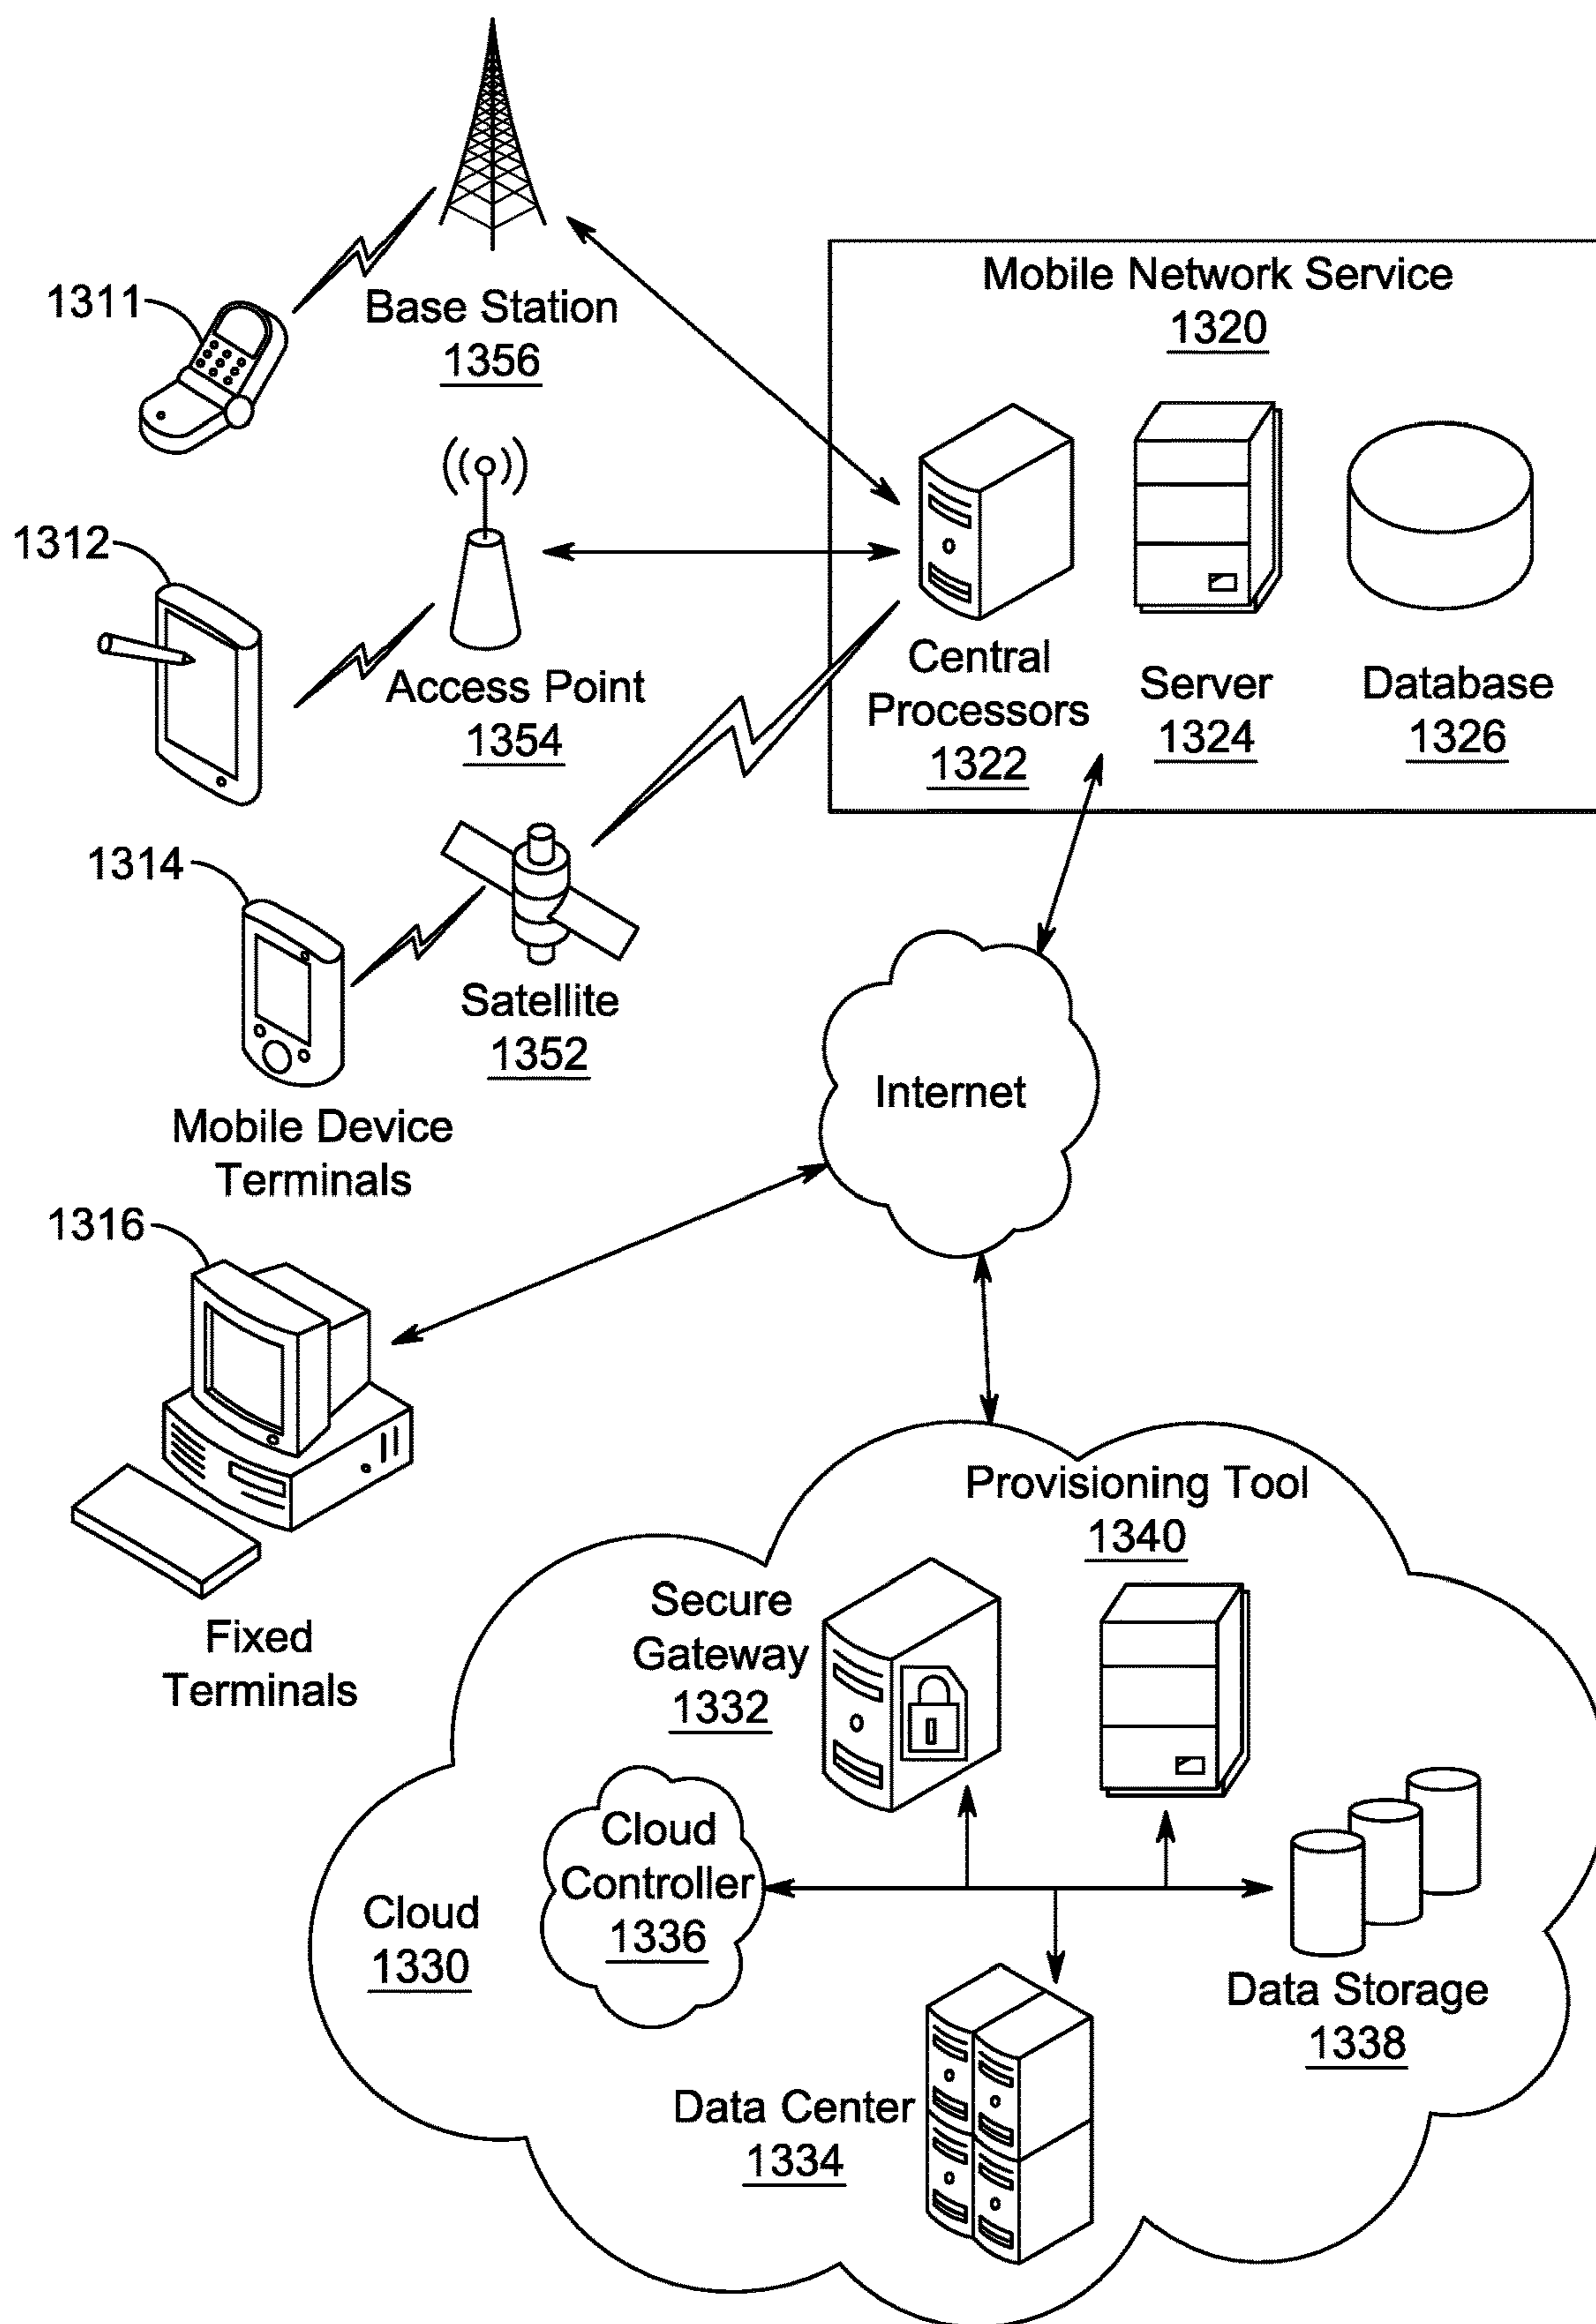 1311
Base Station
1356
Mobile Network Service
1320
1312
Access Point
1354
Central
Processors
1322
Server
1324
Database
1326
1314
Satellite
1352
Mobile Device
Terminals
Internet
1316
Fixed
Terminals
Provisioning Tool
1340
Secure
Gateway
1332
Cloud
Controller
1336
Cloud
1330
Data Storage
1338
Data Center
1334